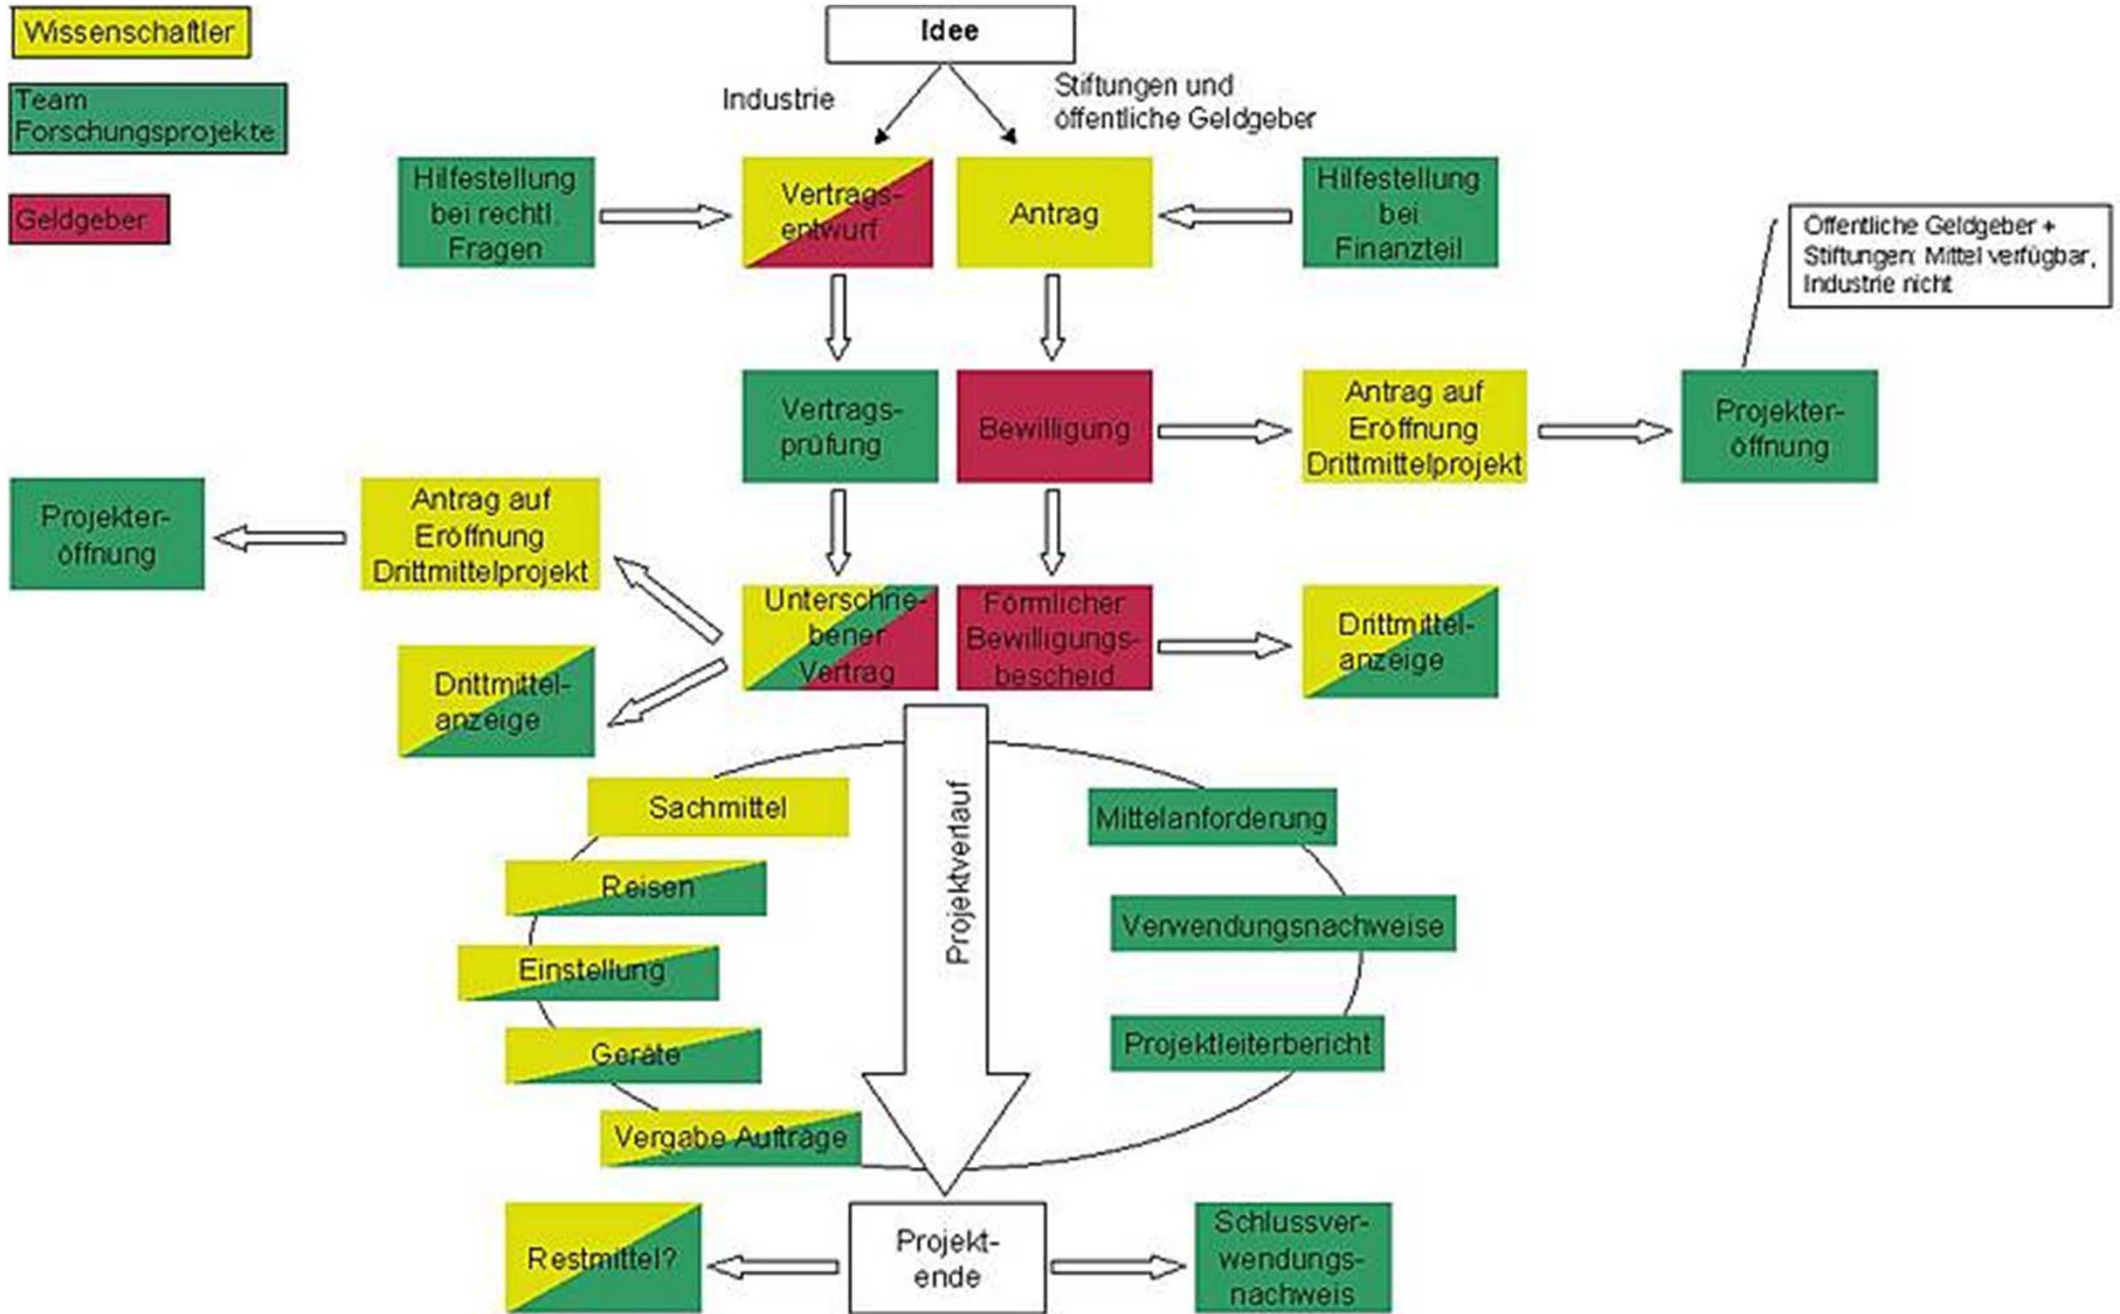 Wissenschaftler
Team
Forschungsprojekte
Geldgeber
Idee
Industrie
Stiftungen und
öffentliche Geldgeber
Hilfestellung
bei rechtl.
Fragen
Vertrags-
entwurf
Antrag
Hilfestellung
bei
Finanzteil
Öffentliche Geldgeber +
Stiftungen: Mittel verfügbar,
Industrie nicht
Vertrags-
prüfung
Bewilligung
Antrag auf
Eröffnung
Drittmittelprojekt
Projekter-
öffnung
Projekter-
öffnung
Antrag auf
Eröffnung
Drittmittelprojekt
Unterschrie-
bener
Vertrag
Förmlicher
Bewilligungs-
bescheid
Drittmittel-
anzeige
Drittmittel-
anzeige
Projektverlauf
Sachmittel
Reisen
Einstellung
Geräte
Vergabe Aufträge
Mittelanforderung
Verwendungsnachweise
Projektleiterbericht
Restmittel?
Projekt-
ende
Schlussver-
wendungs-
nachweis